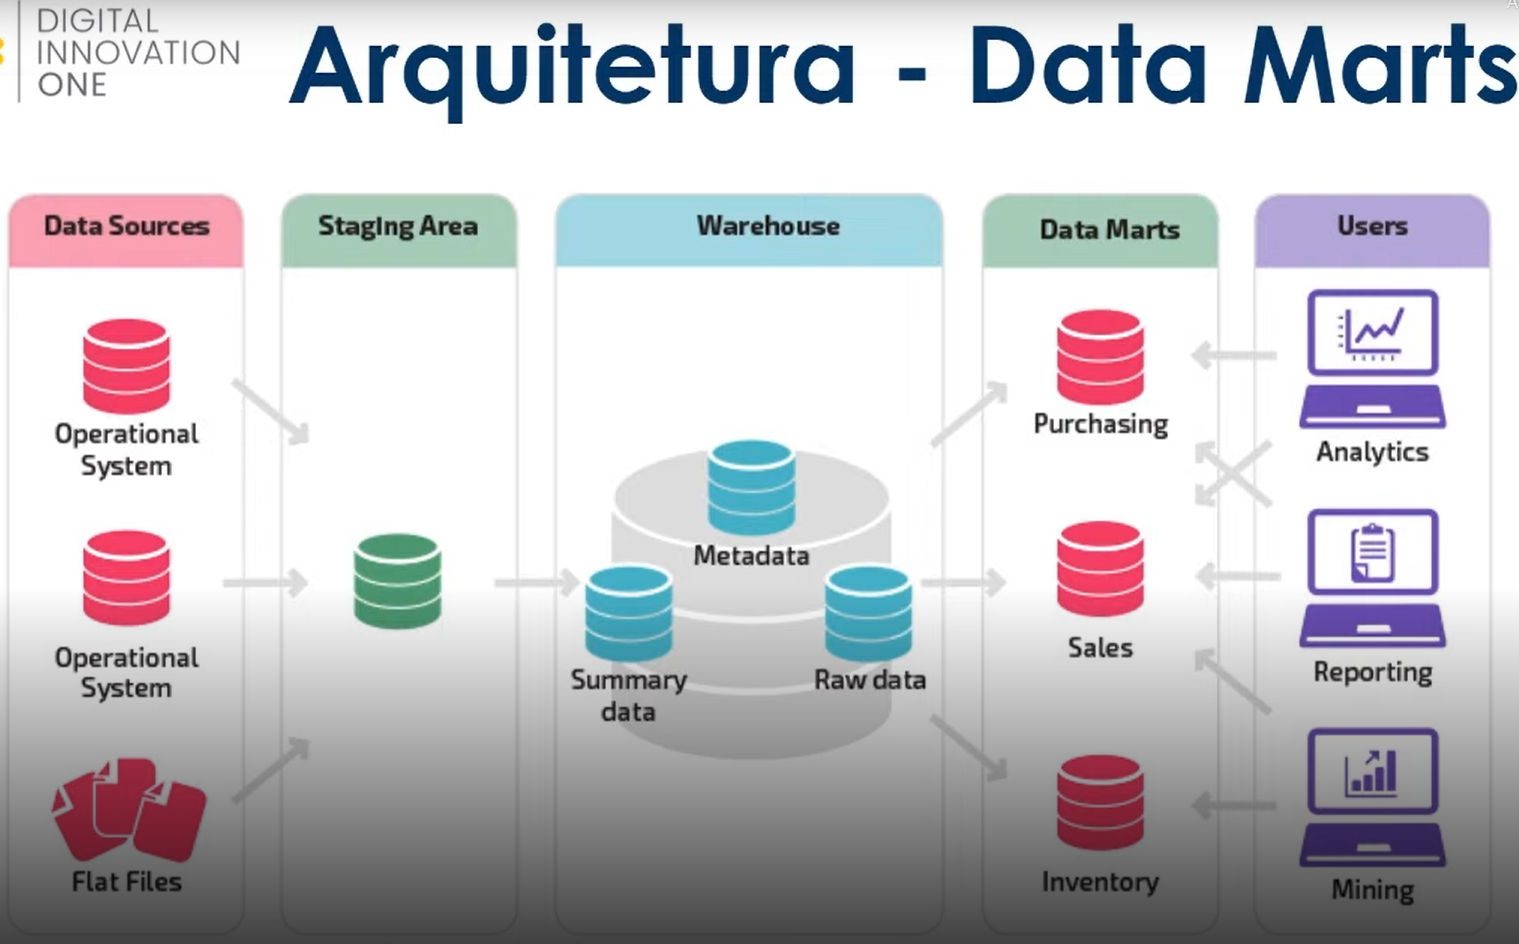 DIGITAL
INNOVATION
ONE
Arquitetura - Data Marts
Data Sources
Staging Area
Warehouse
Data Marts
Users
Operational
System
Operational
System
Flat Files
Metadata
Summary
data
Raw data
Purchasing
Sales
Inventory
Analytics
Reporting
Mining